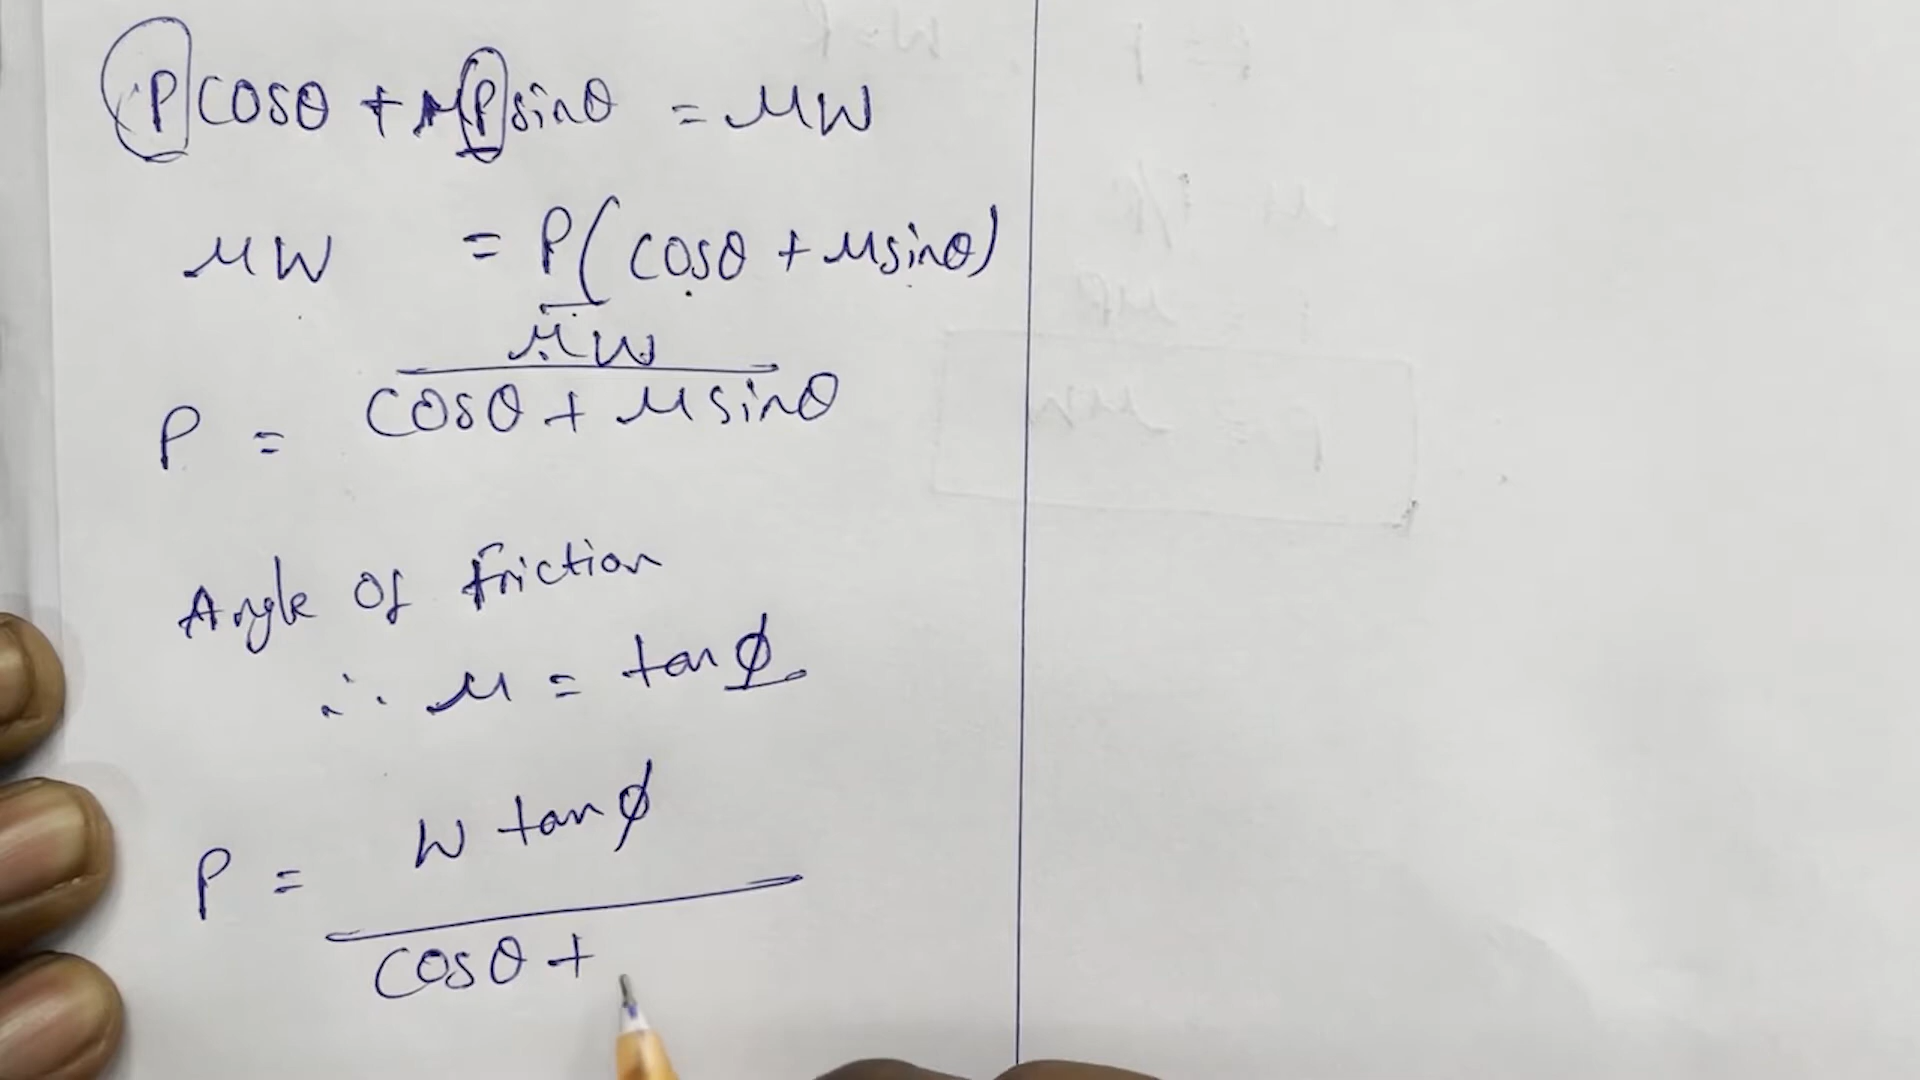 P cosθ + μP sinθ = μW
μW = P(cosθ + μsinθ)
μW
P = cosθ + μsinθ
Angle of friction
∴ μ = tanϕ
W tanϕ
P =
cosθ +